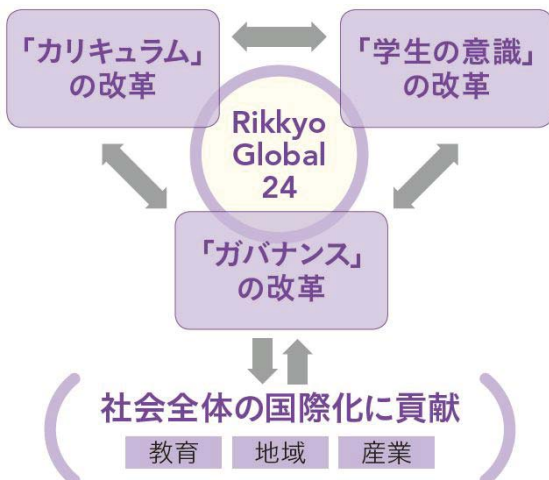 「カリキュラム」
の改革
「学生の意識」
の改革
Rikkyo
Global
24
「ガバナンス」
の改革
社会全体の国際化に貢献
教育 地域 産業